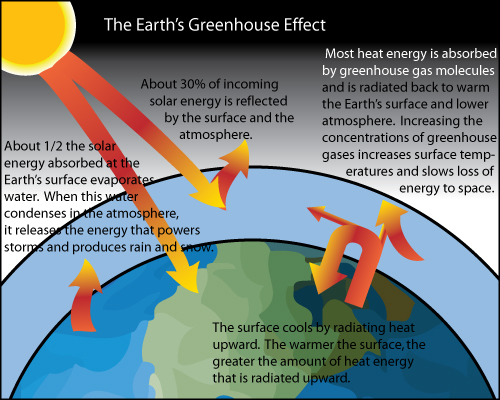 The Earth's Greenhouse Effect
About 30% of incoming
solar energy is reflected
by the surface and the
atmosphere.
Most heat energy is absorbed
by greenhouse gas molecules
and is radiated back to warm
the Earth's surface and lower
atmosphere. Increasing the
concentrations of greenhouse
gases increases surface temp-
eratures and slows loss of
energy to space.
About 1/2 the solar
energy absorbed at the
Earth's surface evaporates
water. When this water
condenses in the atmosphere,
it releases the energy that powers
storms and produces rain and snow.
The surface cools by radiating heat
upward. The warmer the surface, the
greater the amount of heat energy
that is radiated upward.